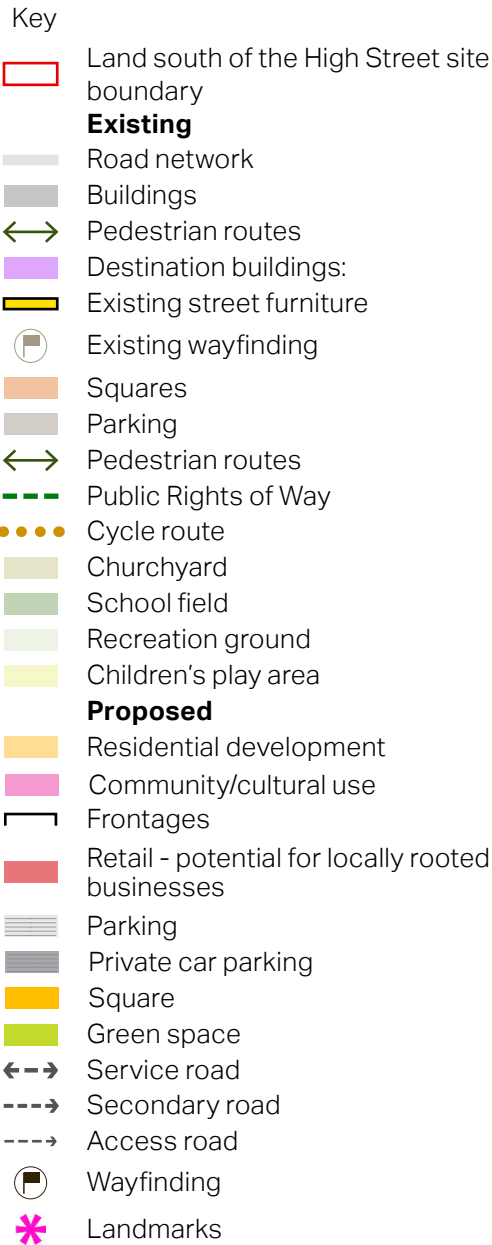 Key
Land south of the High Street site
boundary
Existing
Road network
Buildings
Pedestrian routes
Destination buildings:
Existing street furniture
Existing wayfinding
Squares
Parking
Pedestrian routes
Public Rights of Way
Cycle route
Churchyard
School field
Recreation ground
Children's play area
Proposed
Residential development
Community/cultural use
Frontages
Retail - potential for locally rooted
businesses
Parking
Private car parking
Square
Green space
Service road
Secondary road
Access road
Wayfinding
Landmarks